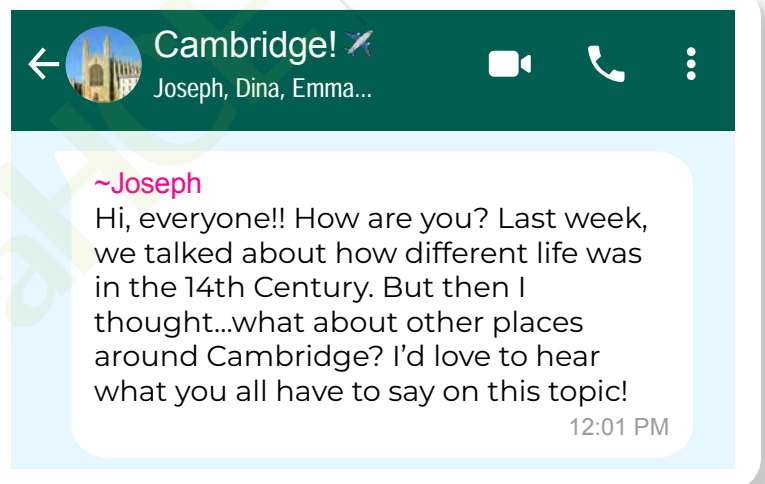 Cambridge!
Joseph, Dina, Emma...
~Joseph
Hi, everyone!! How are you? Last week,
we talked about how different life was
in the 14th Century. But then I
thought...what about other places
around Cambridge? I’d love to hear
what you all have to say on this topic!
12:01 PM